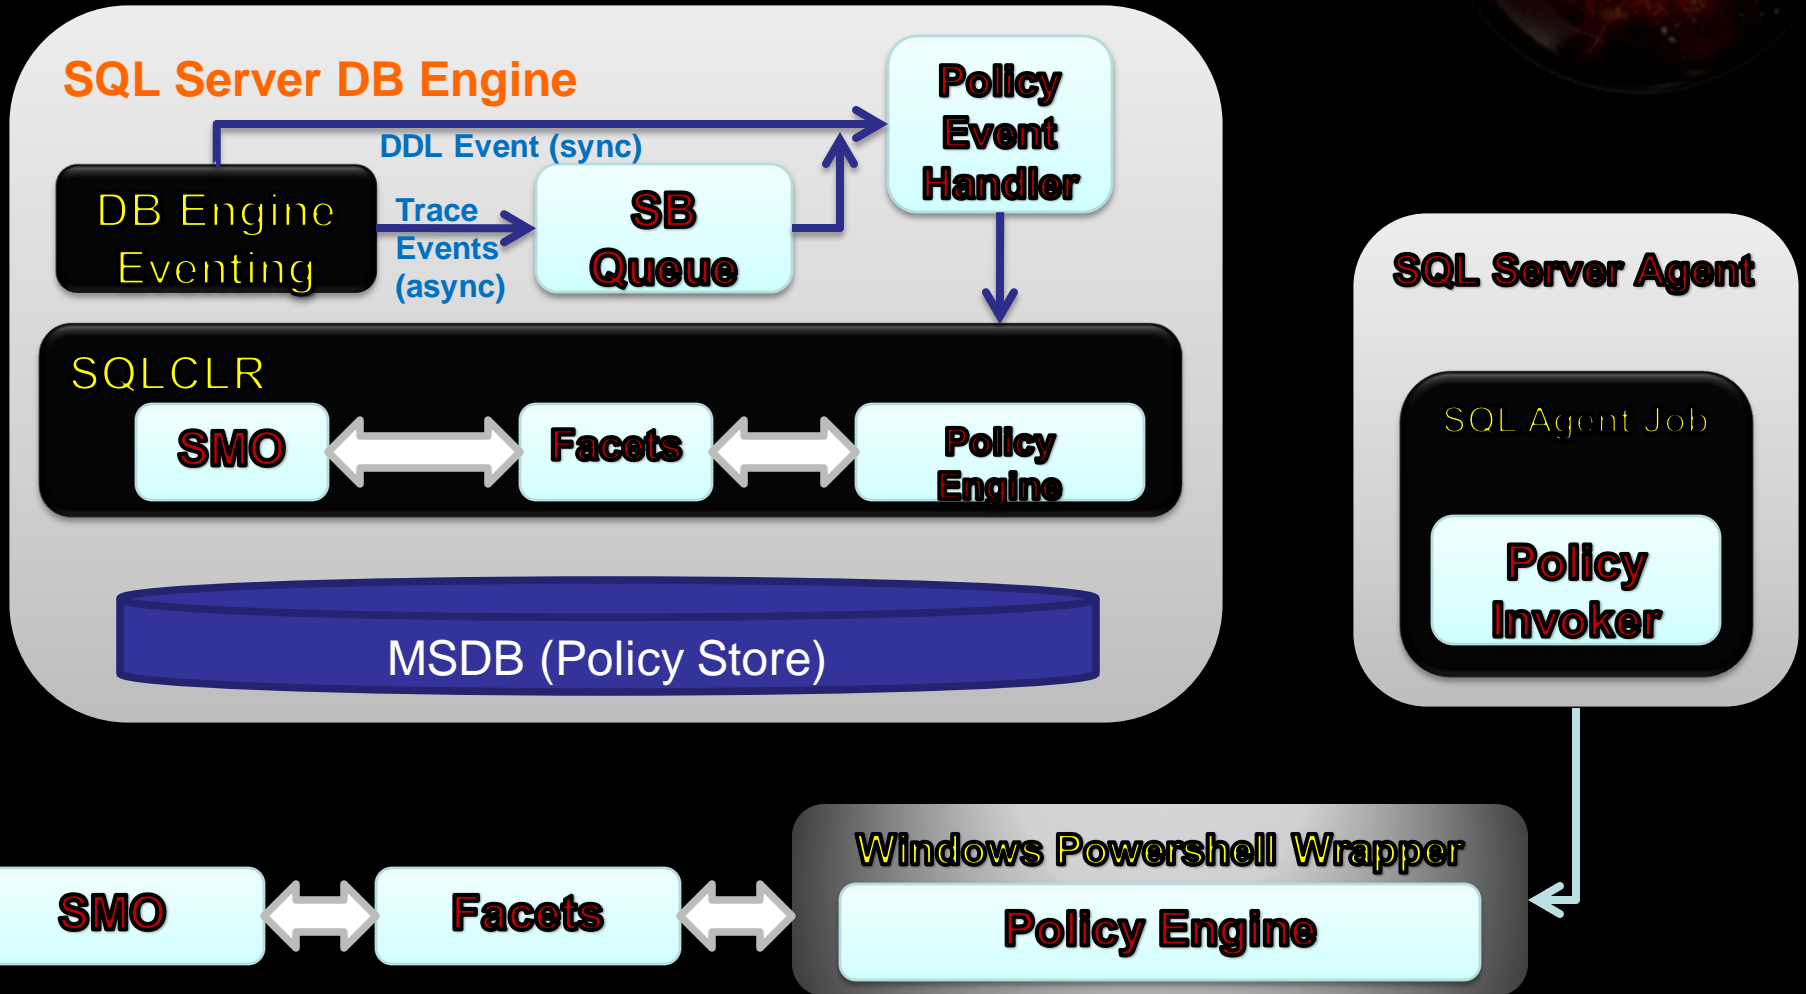 SQL Server DB Engine
Policy
Event
Handler
DDL Event (sync)
DB Engine
Eventing
Trace
Events
(async)
SB
Queue
SQLCLR
SMO
Facets
Policy
Engine
MSDB (Policy Store)
SQL Server Agent
SQL Agent Job
Policy
Invoker
Windows Powershell Wrapper
SMO
Facets
Policy Engine